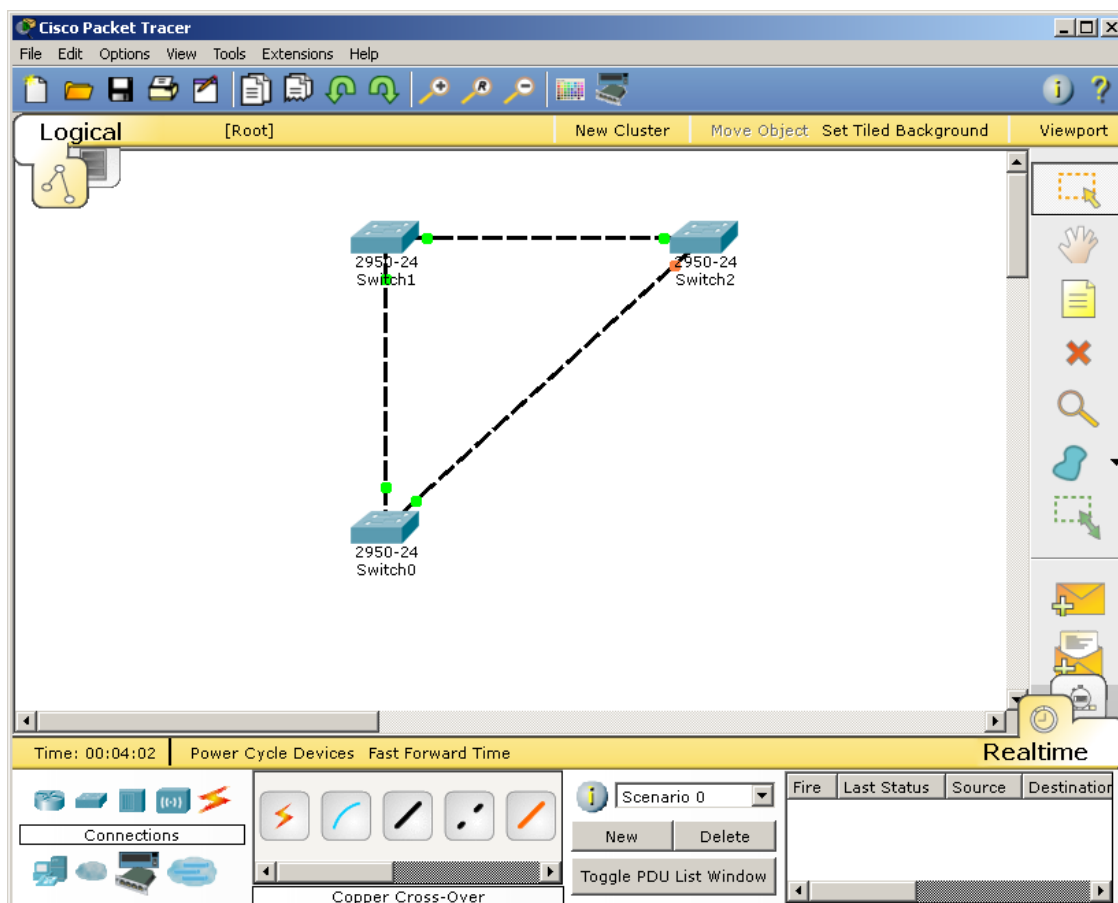 Cisco Packet Tracer
File Edit Options View Tools Extensions Help
Logical [Root] New Cluster Move Object Set Tiled Background Viewport
2950-24
Switch1
2950-24
Switch2
2950-24
Switch0
Time: 00:04:02 Power Cycle Devices Fast Forward Time Realtime
Connections
Copper Cross-Over
Scenario 0
New Delete
Toggle PDU List Window
Fire Last Status Source Destination